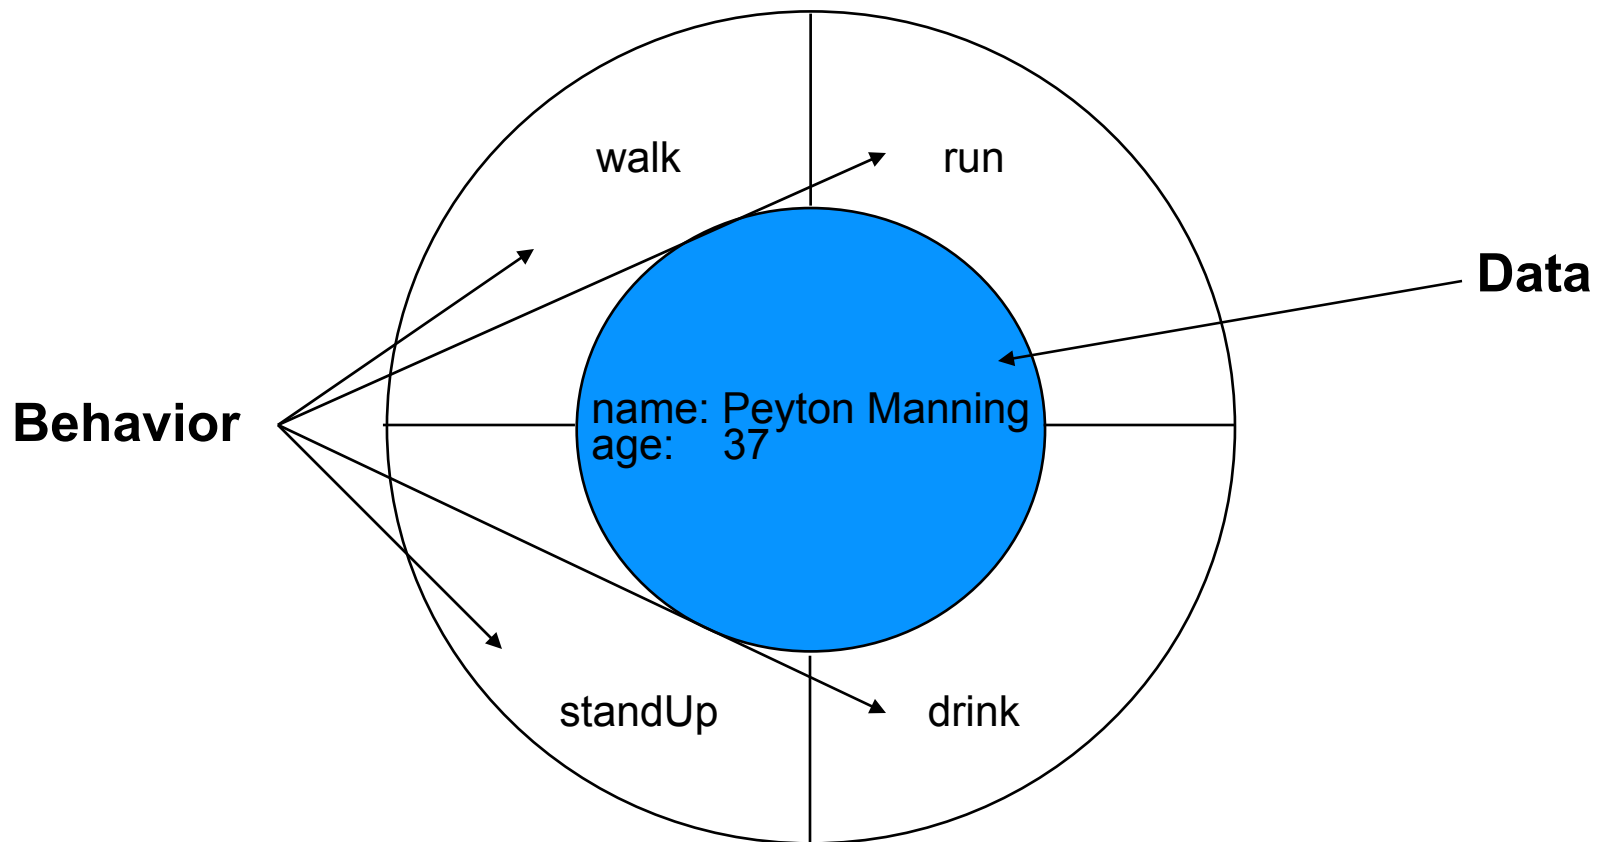 walk
run
Data
Behavior
name: Peyton Manning
age: 37
standUp
drink